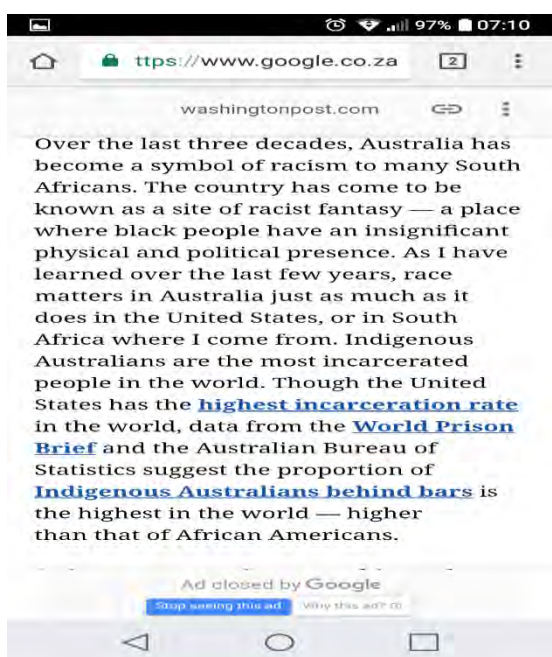 97% 07:10
ttps://www.google.co.za 2
washingtonpost.com
Over the last three decades, Australia has
become a symbol of racism to many South
Africans. The country has come to be
known as a site of racist fantasy — a place
where black people have an insignificant
physical and political presence. As I have
learned over the last few years, race
matters in Australia just as much as it
does in the United States, or in South
Africa where I come from. Indigenous
Australians are the most incarcerated
people in the world. Though the United
States has the highest incarceration rate
in the world, data from the World Prison
Brief and the Australian Bureau of
Statistics suggest the proportion of
Indigenous Australians behind bars is
the highest in the world — higher
than that of African Americans.
Ad closed by Google
Stop seeing this ad Why this ad?